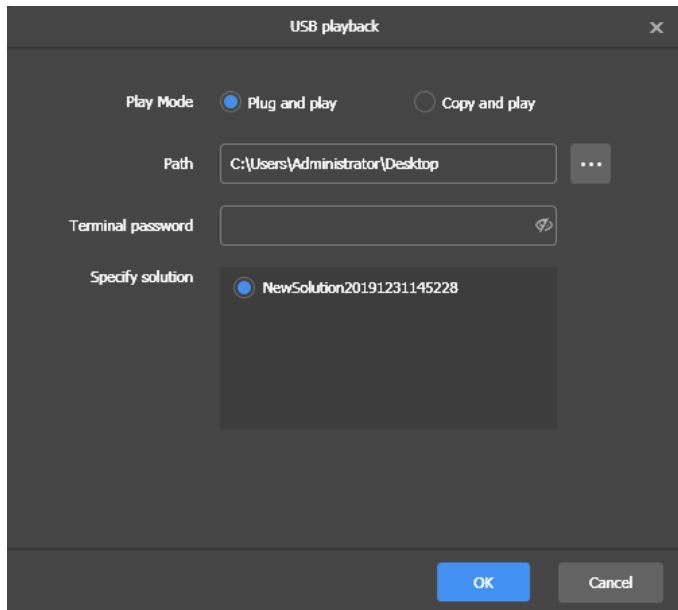 USB playback
Play Mode Plug and play Copy and play
Path C:\Users\Administrator\Desktop
Terminal password
Specify solution NewSolution20191231145228
OK Cancel